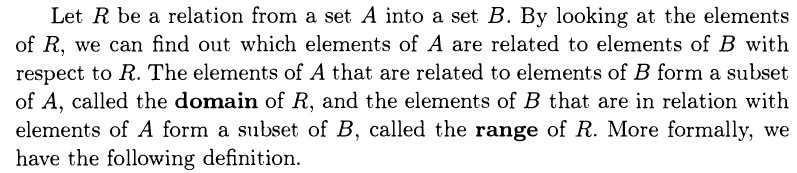 Let R be a relation from a set A into a set B. By looking at the elements
of R, we can find out which elements of A are related to elements of B with
respect to R. The elements of A that are related to elements of B form a subset
of A, called the domain of R, and the elements of B that are in relation with
elements of A form a subset of B, called the range of R. More formally, we
have the following definition.